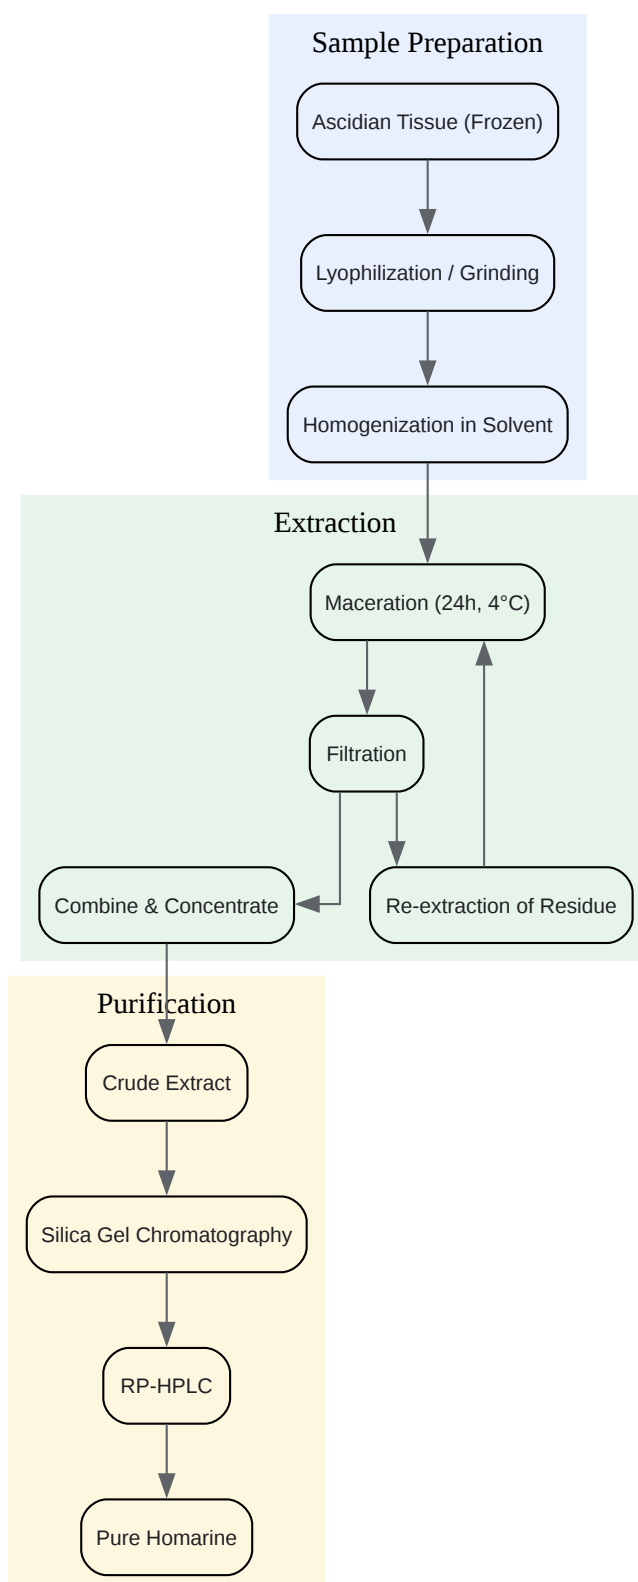 Sample Preparation
Ascidian Tissue (Frozen)
Lyophilization / Grinding
Homogenization in Solvent
Extraction
Maceration (24h, 4°C)
Filtration
Combine & Concentrate
Re-extraction of Residue
Purification
Crude Extract
Silica Gel Chromatography
RP-HPLC
Pure Homarine